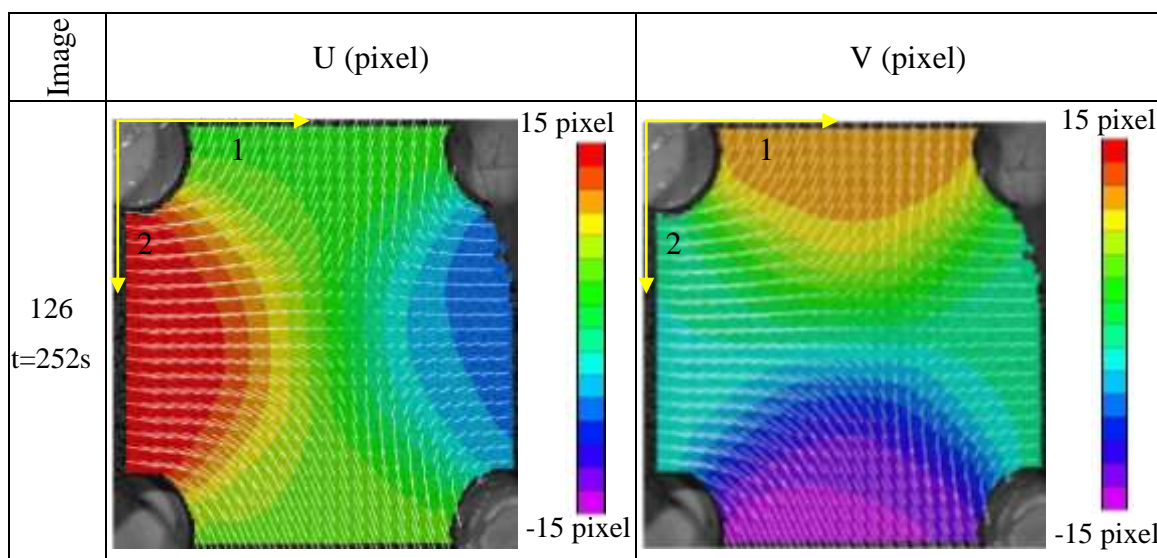 Image
U (pixel)
V (pixel)
126
t=252s
1
2
15 pixel
-15 pixel
1
2
15 pixel
-15 pixel